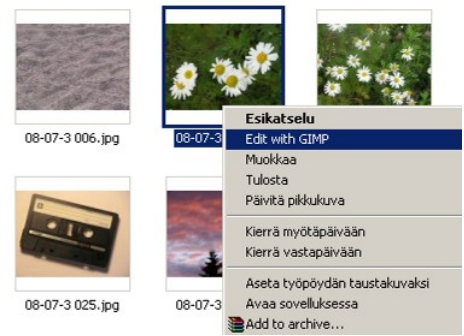 08-07-3 006.jpg
08-07-3
Esikatselu
Edit with GIMP
Muokkaa
Tulosta
Päivitä pikkukuva
Kierrä myötäpäivään
Kierrä vastapäivään
Aseta työpöydän taustakuvaksi
Avaa sovelluksessa
Add to archive...
08-07-3 025.jpg
08-07-3